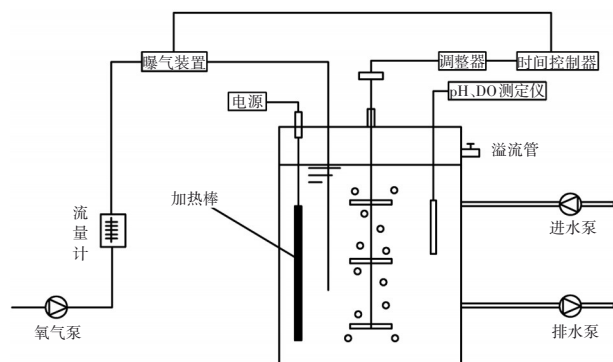 曝气装置
调整器
时间控制器
电源
pH、DO测定仪
溢流管
加热棒
流量计
进水泵
氧气泵
排水泵